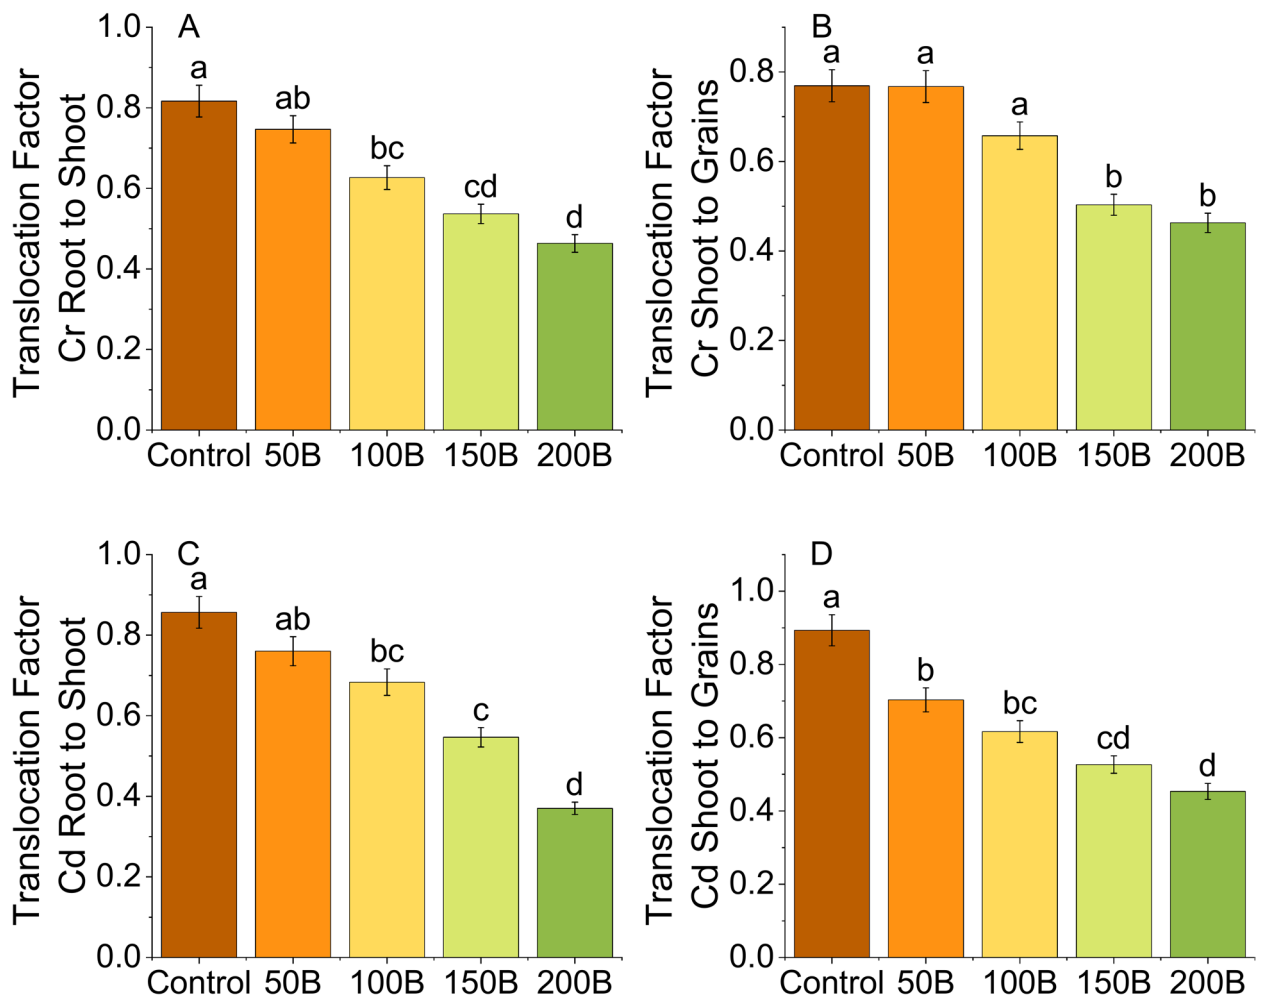 A
Translocation Factor
Cr Root to Shoot
1.0
0.8
0.6
0.4
0.2
0.0
a
ab
bc
cd
d
Control 50B 100B 150B 200B
B
Translocation Factor
Cr Shoot to Grains
0.8
0.6
0.4
0.2
0.0
a
a
a
b
b
Control 50B 100B 150B 200B
C
Translocation Factor
Cd Root to Shoot
1.0
0.8
0.6
0.4
0.2
0.0
a
ab
bc
c
d
Control 50B 100B 150B 200B
D
Translocation Factor
Cd Shoot to Grains
1.0
0.8
0.6
0.4
0.2
0.0
a
b
bc
cd
d
Control 50B 100B 150B 200B